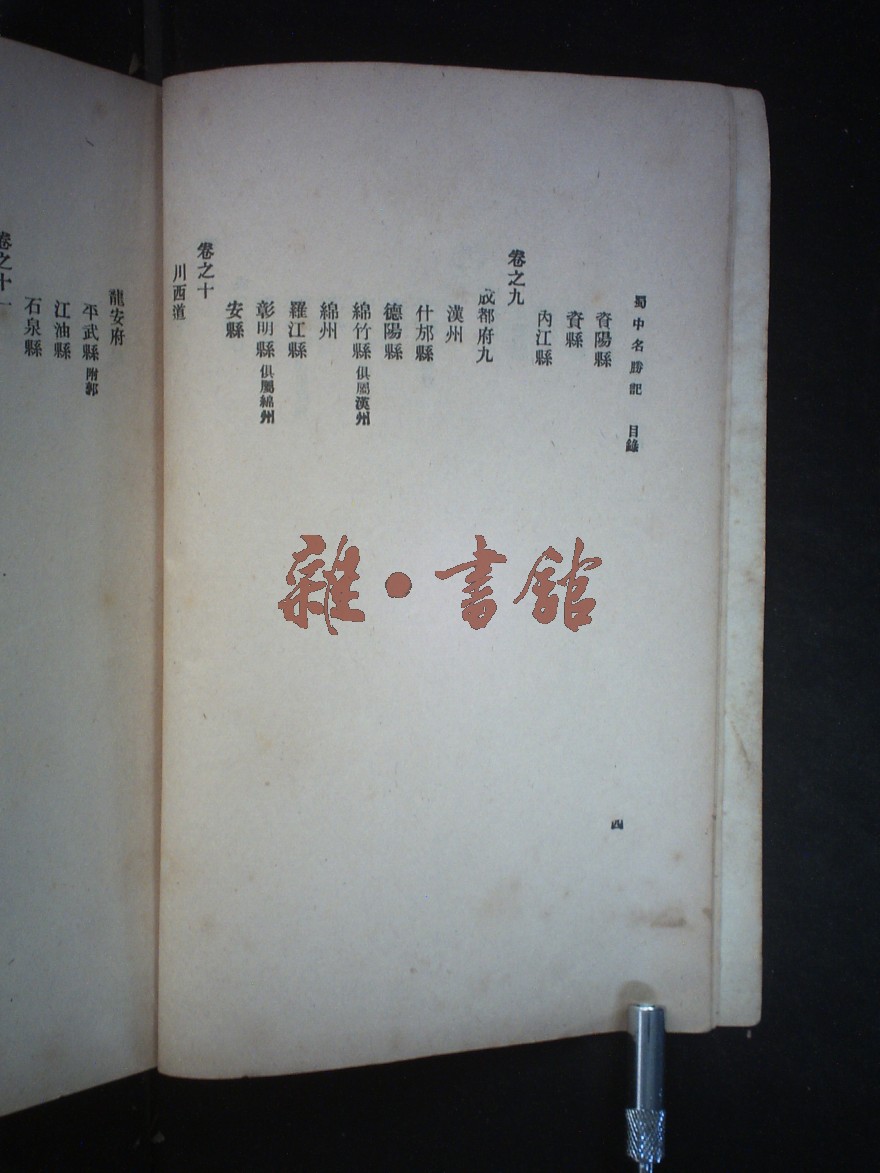 蜀中名勝記 目錄
資陽縣
資縣
內江縣
卷之九
成都府九
漢州
什邡縣
德陽縣
綿竹縣 俱屬漢州
綿州
羅江縣
彰明縣 俱屬綿州
安縣
卷之十
川西道
四
龍安府
平武縣 附郭
江油縣
石泉縣
卷之十一
雜·書館